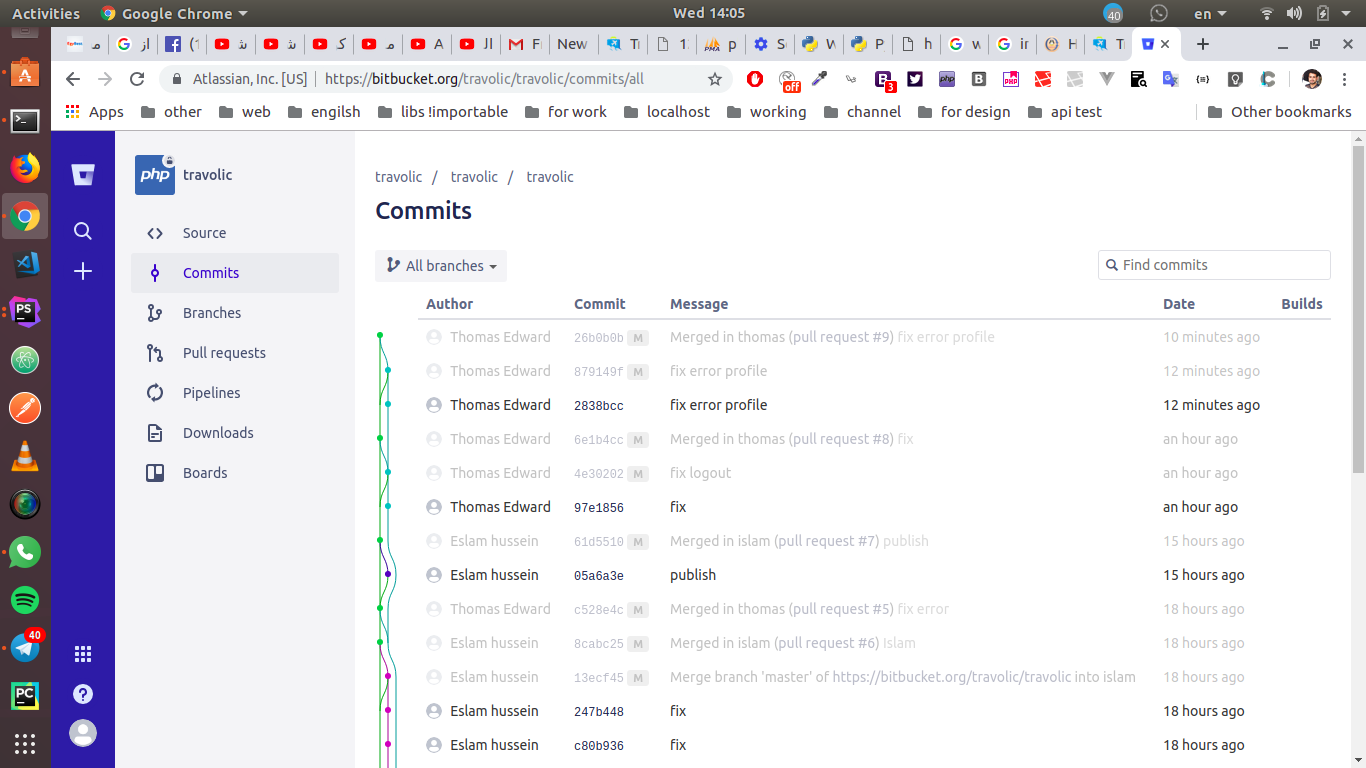 Activities Google Chrome Wed 14:05 40 en
Atlassian, Inc. [US] https://bitbucket.org/travolic/travolic/commits/all off 3
Apps other web engilsh libs !importable for work localhost working channel for design api test Other bookmarks
php travolic
Source
Commits
Branches
Pull requests
Pipelines
Downloads
Boards
40
travolic / travolic / travolic
Commits
All branches Find commits
Author Commit Message Date Builds
Thomas Edward 26b0b0b M Merged in thomas (pull request #9) fix error profile 10 minutes ago
Thomas Edward 879149f M fix error profile 12 minutes ago
Thomas Edward 2838bcc fix error profile 12 minutes ago
Thomas Edward 6e1b4cc M Merged in thomas (pull request #8) fix an hour ago
Thomas Edward 4e30202 M fix logout an hour ago
Thomas Edward 97e1856 fix an hour ago
Eslam hussein 61d5510 M Merged in islam (pull request #7) publish 15 hours ago
Eslam hussein 05a6a3e publish 15 hours ago
Thomas Edward c528e4c M Merged in thomas (pull request #5) fix error 18 hours ago
Eslam hussein 8cabc25 M Merged in islam (pull request #6) Islam 18 hours ago
Eslam hussein 13ecf45 M Merge branch 'master' of https://bitbucket.org/travolic/travolic into islam 18 hours ago
Eslam hussein 247b448 fix 18 hours ago
Eslam hussein c80b936 fix 18 hours ago